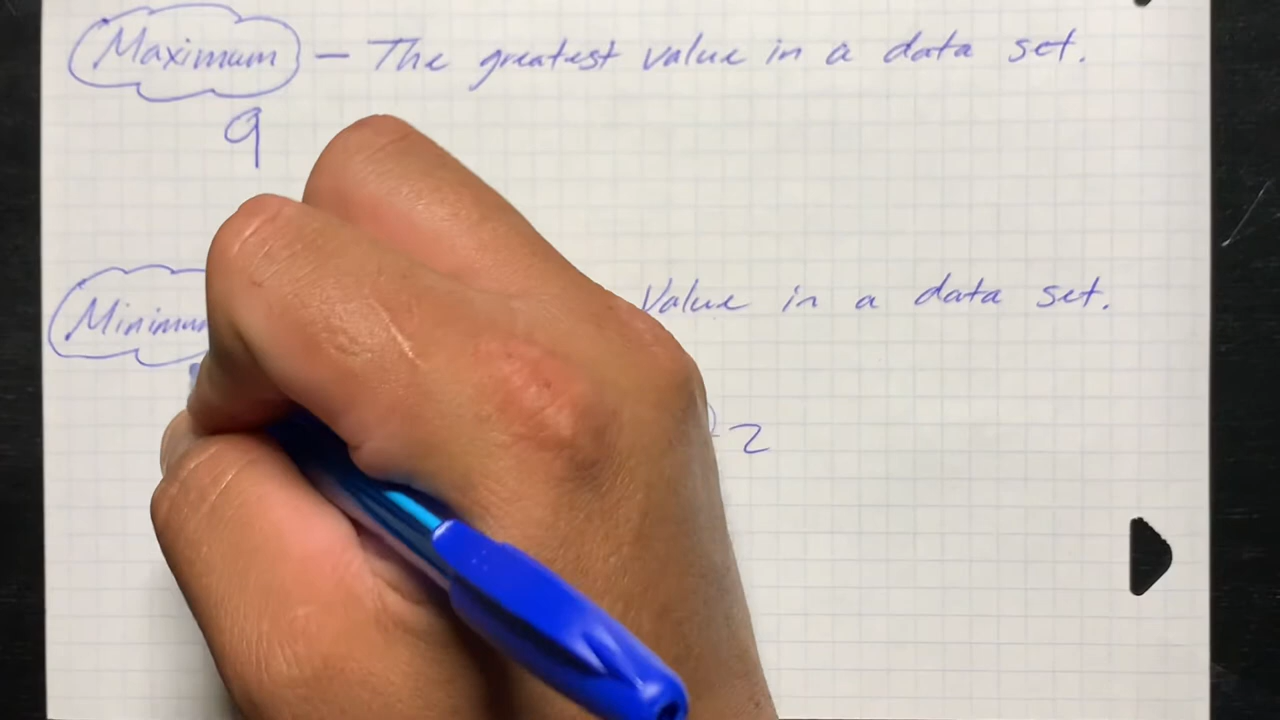 Maximum — The greatest value in a data set.
9
Value in a data set.
2